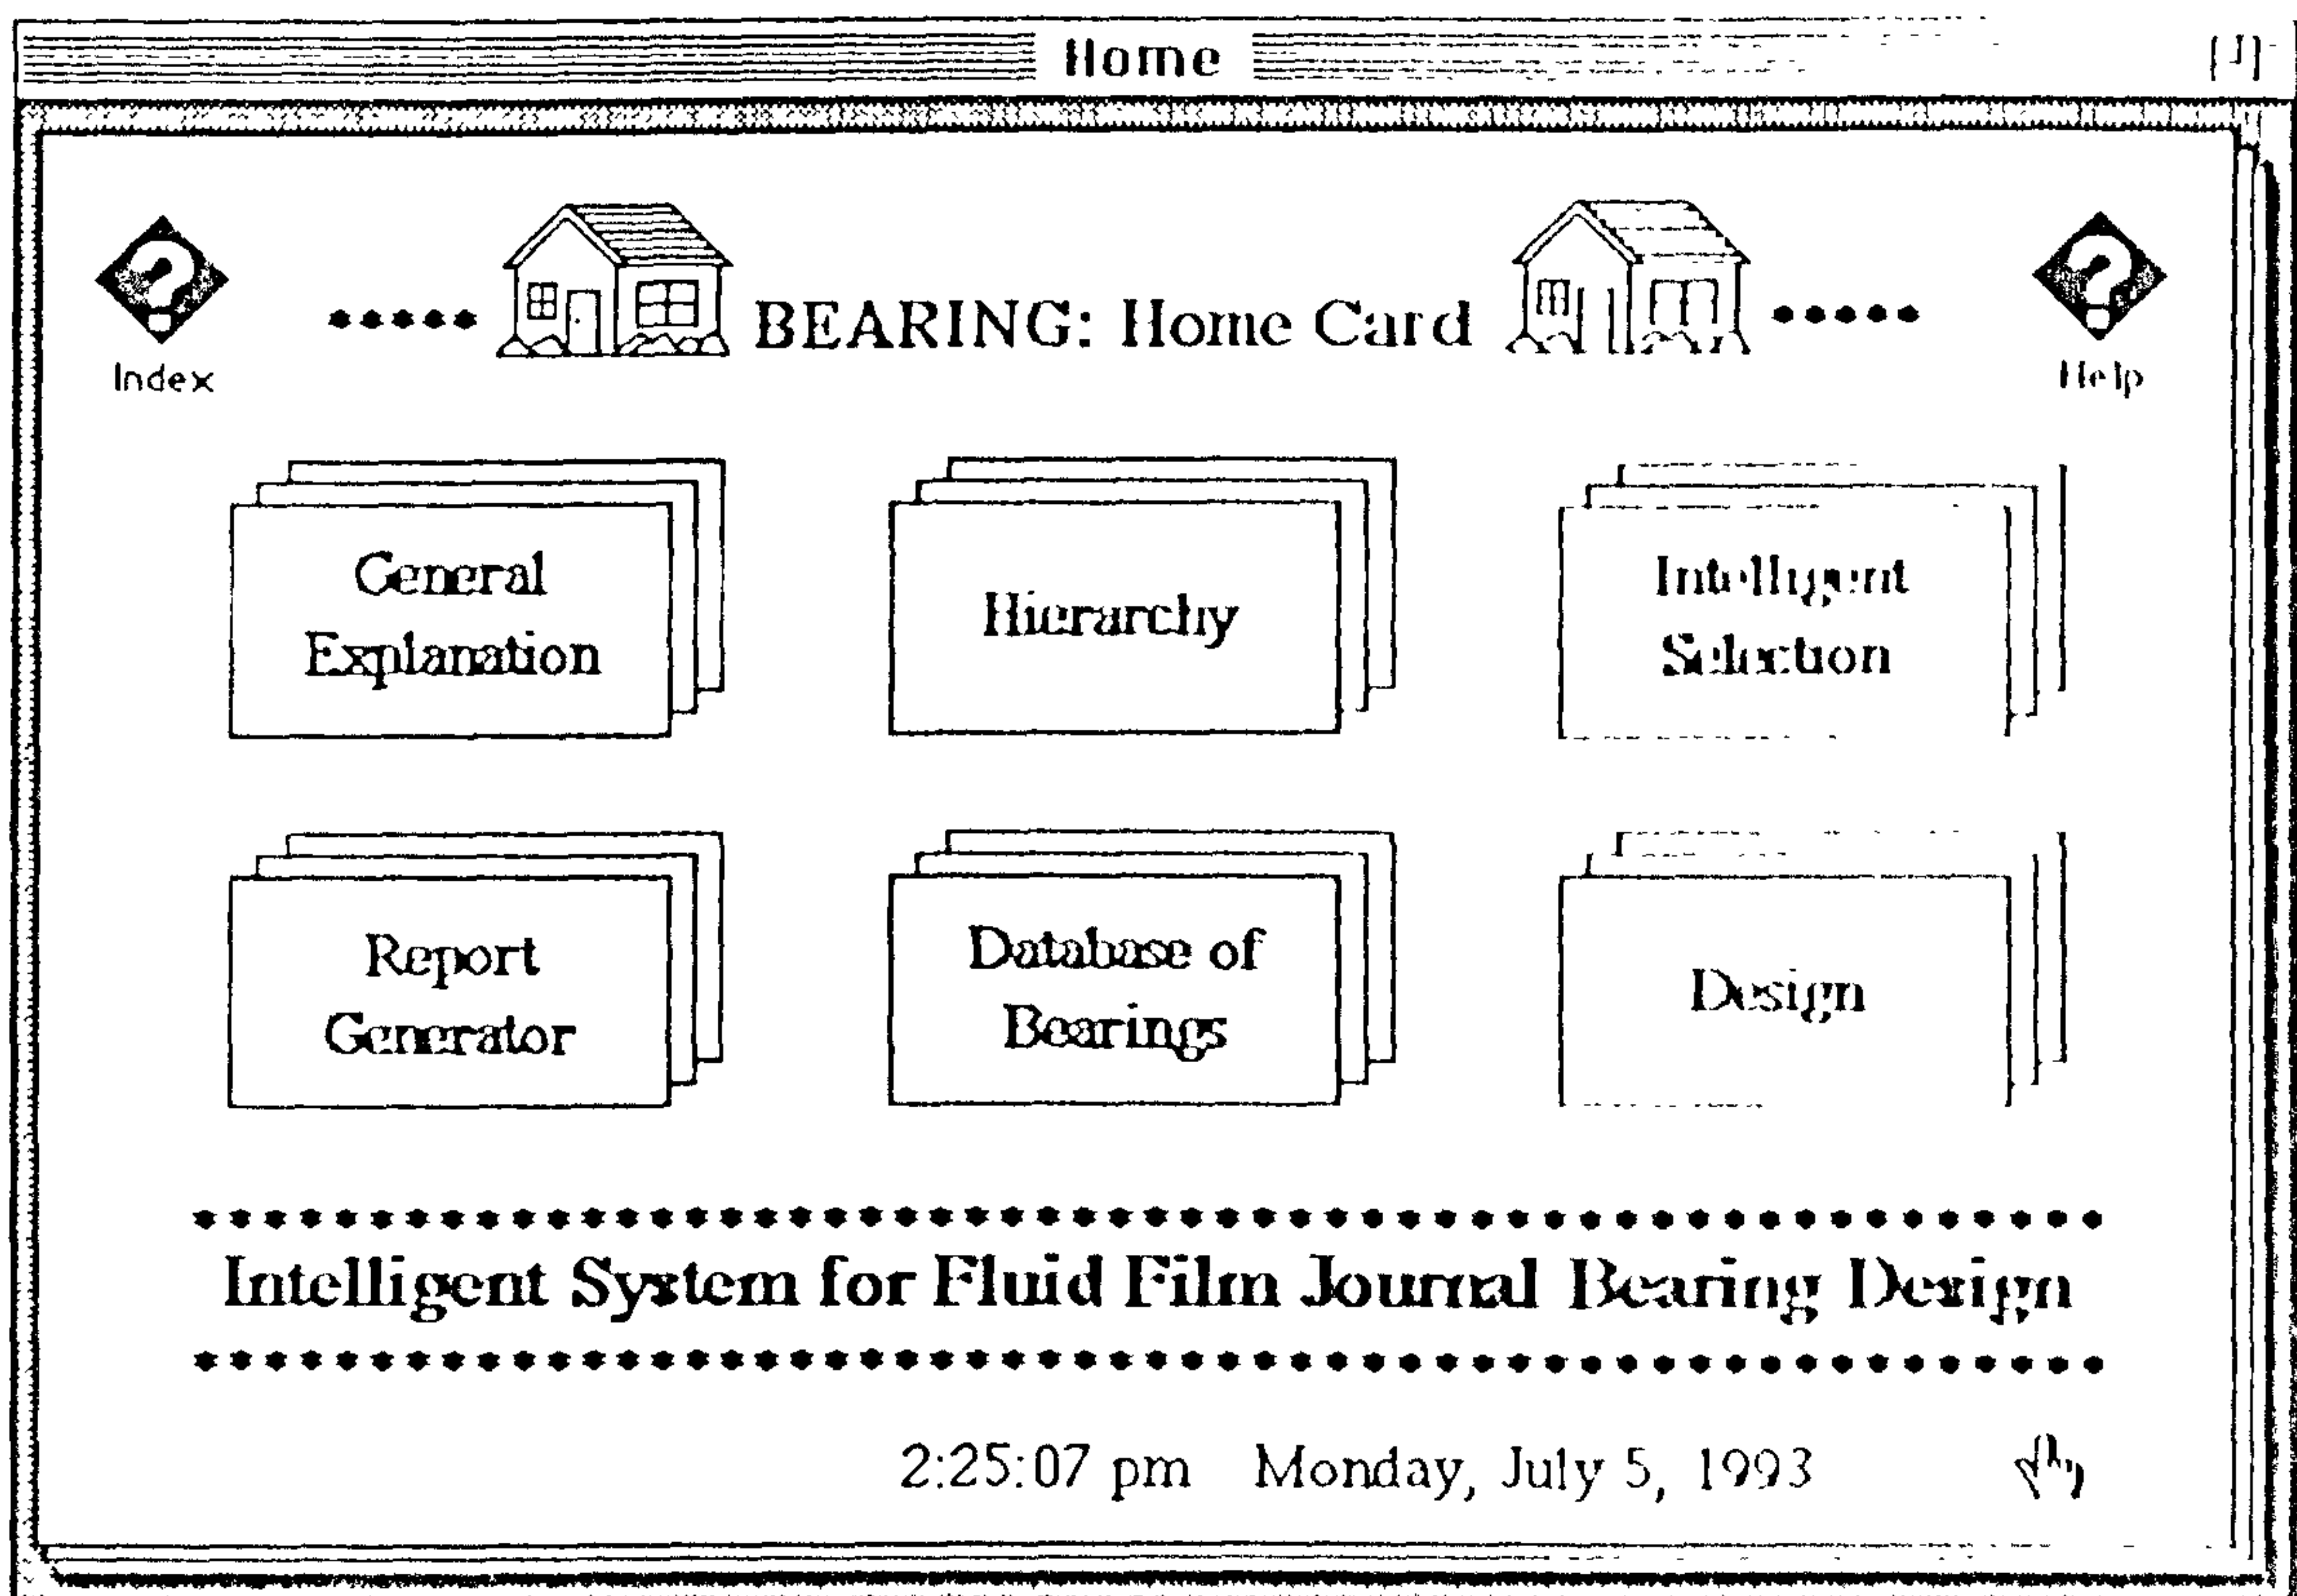 Home
BEARING: Home Card
Index
Help
General
Explanation
Hierarchy
Intelligent
Selection
Report
Generator
Database of
Bearings
Design
Intelligent System for Fluid Film Journal Bearing Design
2:25:07 pm Monday, July 5, 1993